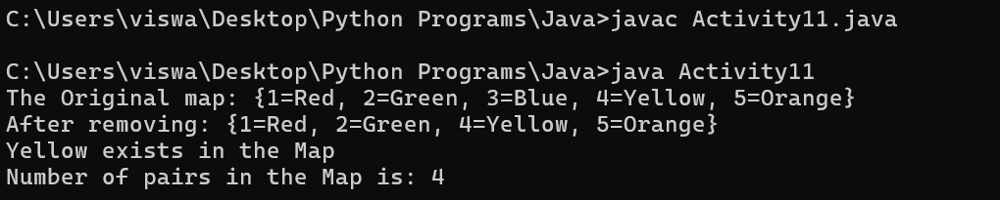 C:\Users\viswa\Desktop\Python Programs\Java>javac Activity11.java
C:\Users\viswa\Desktop\Python Programs\Java>java Activity11
The Original map: {1=Red, 2=Green, 3=Blue, 4=Yellow, 5=Orange}
After removing: {1=Red, 2=Green, 4=Yellow, 5=Orange}
Yellow exists in the Map
Number of pairs in the Map is: 4